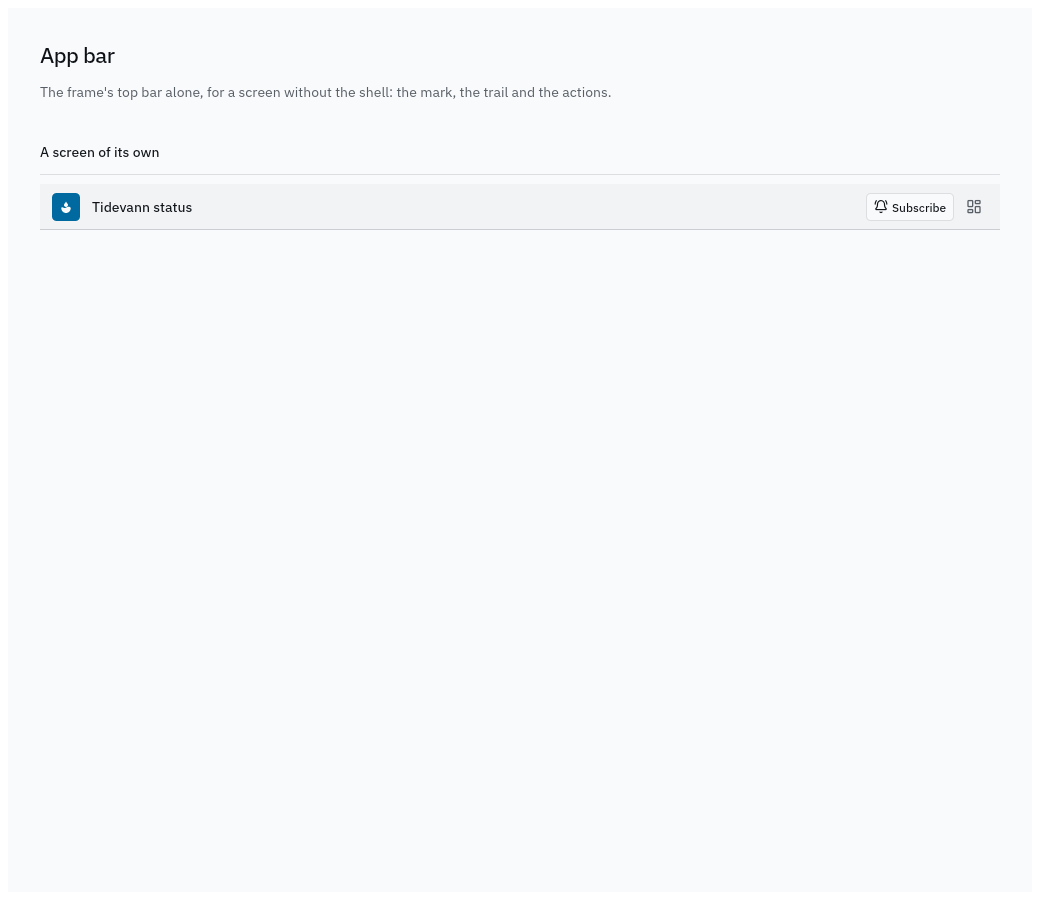 App bar
The frame's top bar alone, for a screen without the shell: the mark, the trail and the actions.
A screen of its own
Tidevann status
Subscribe